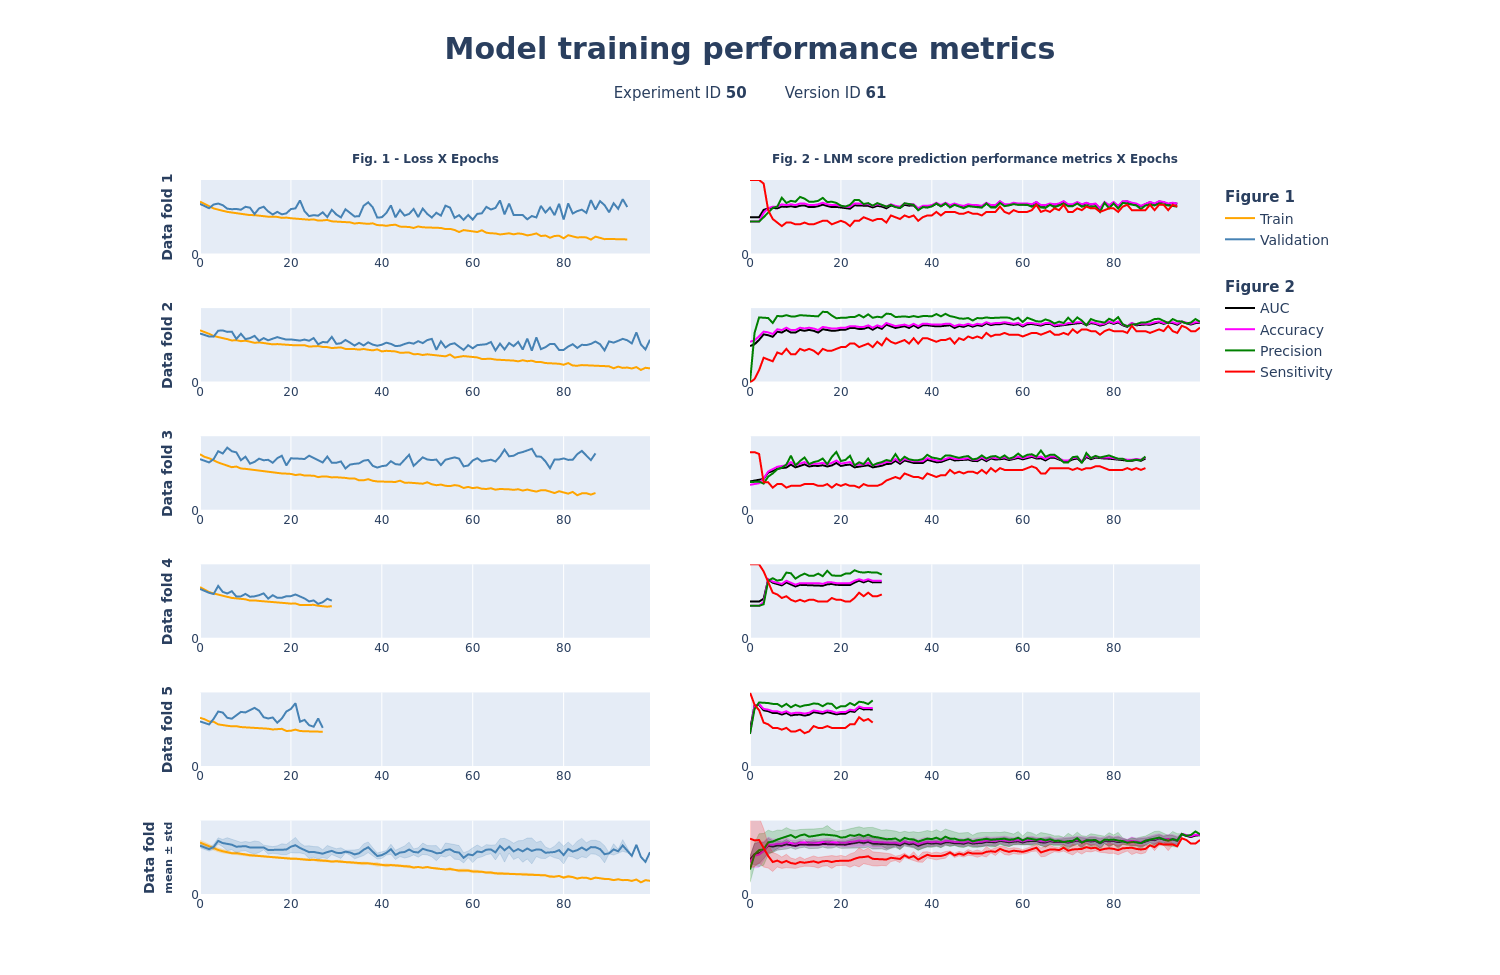 Model training performance metrics
Experiment ID 50 Version ID 61
Fig. 1 - Loss X Epochs
Fig. 2 - LNM score prediction performance metrics X Epochs
Data fold 1
0
0 20 40 60 80
0
0 20 40 60 80
Data fold 2
0
0 20 40 60 80
0
0 20 40 60 80
Data fold 3
0
0 20 40 60 80
0
0 20 40 60 80
Data fold 4
0
0 20 40 60 80
0
0 20 40 60 80
Data fold 5
0
0 20 40 60 80
0
0 20 40 60 80
Data fold
mean ± std
0
0 20 40 60 80
0
0 20 40 60 80
Figure 1
Train
Validation
Figure 2
AUC
Accuracy
Precision
Sensitivity